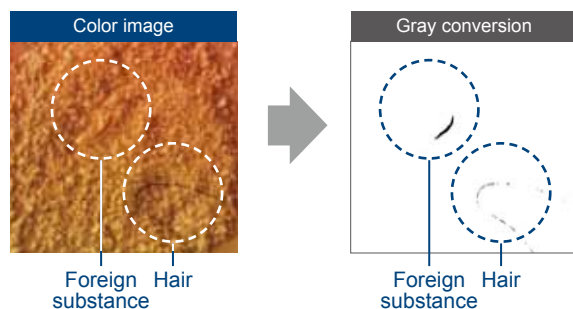 Color image
Gray conversion
Foreign
substance
Hair
Foreign
substance
Hair